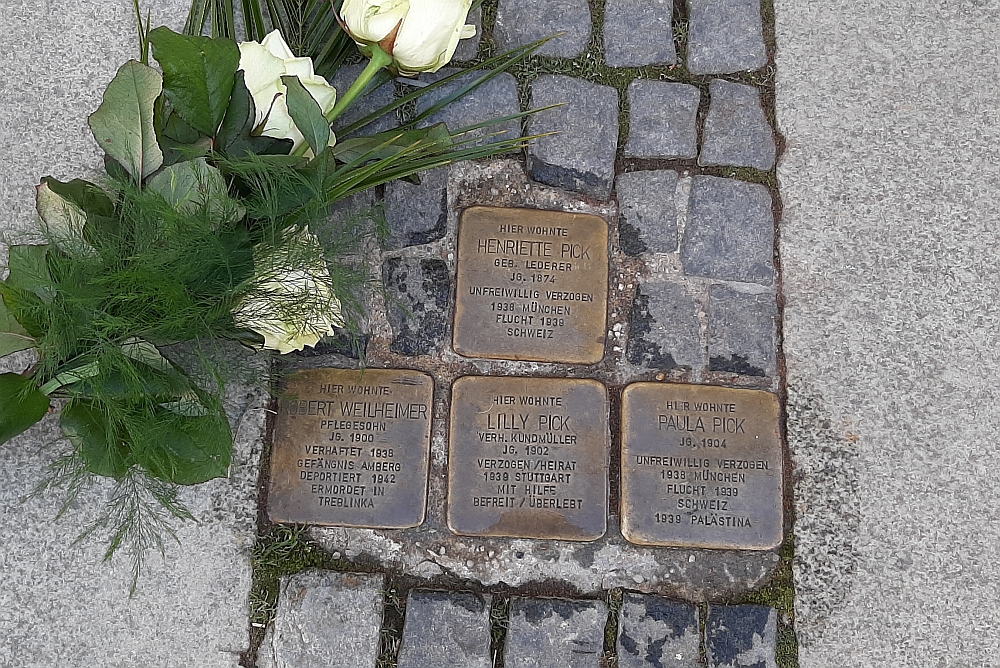 HIER WOHNTE
HENRIETTE PICK
GEB. LEDERER
JG. 1874
UNFREIWILLIG VERZOGEN
1938 MÜNCHEN
FLUCHT 1939
SCHWEIZ
HIER WOHNTE
ROBERT WEILHEIMER
PFLEGESOHN
JG. 1900
VERHAFTET 1938
GEFÄNGNIS AMBERG
DEPORTIERT 1942
ERMORDET IN
TREBLINKA
HIER WOHNTE
LILLY PICK
VERH. KUNDMÜLLER
JG. 1902
VERZOGEN/HEIRAT
1939 STUTTGART
MIT HILFE
BEFREIT/ÜBERLEBT
HIER WOHNTE
PAULA PICK
JG. 1904
UNFREIWILLIG VERZOGEN
1938 MÜNCHEN
FLUCHT 1939
SCHWEIZ
1939 PALÄSTINA